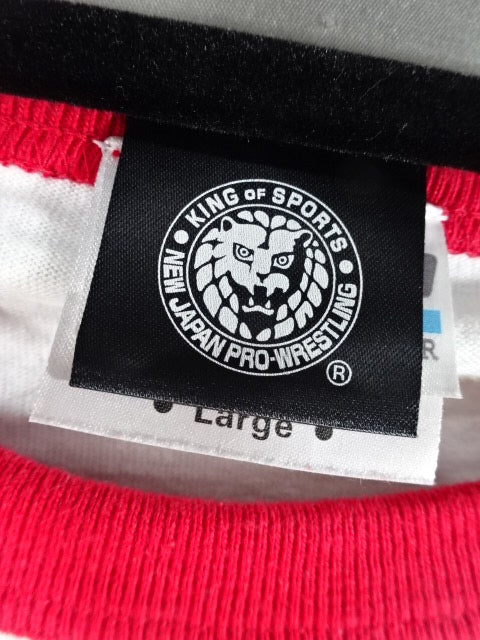 KING OF SPORTS
NEW JAPAN PRO-WRESTLING
®
• Large •
R